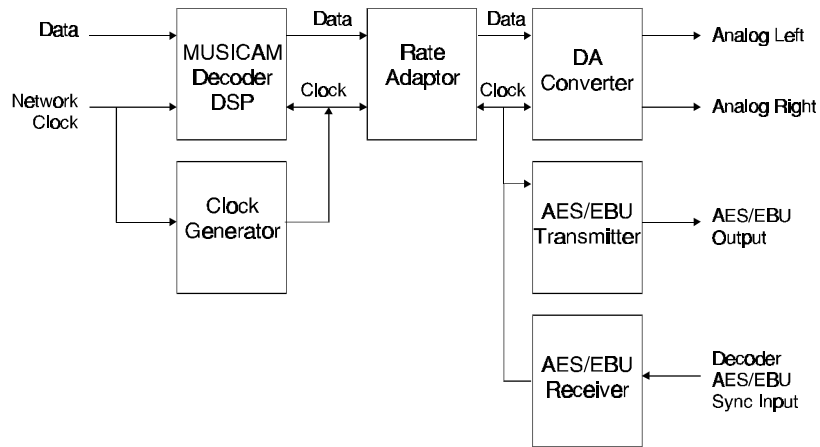 Data
Network
Clock
MUSICAM
Decoder
DSP
Data
Clock
Clock
Generator
Rate
Adaptor
Data
Clock
DA
Converter
Analog Left
Analog Right
AES/EBU
Transmitter
AES/EBU
Output
AES/EBU
Receiver
Decoder
AES/EBU
Sync Input